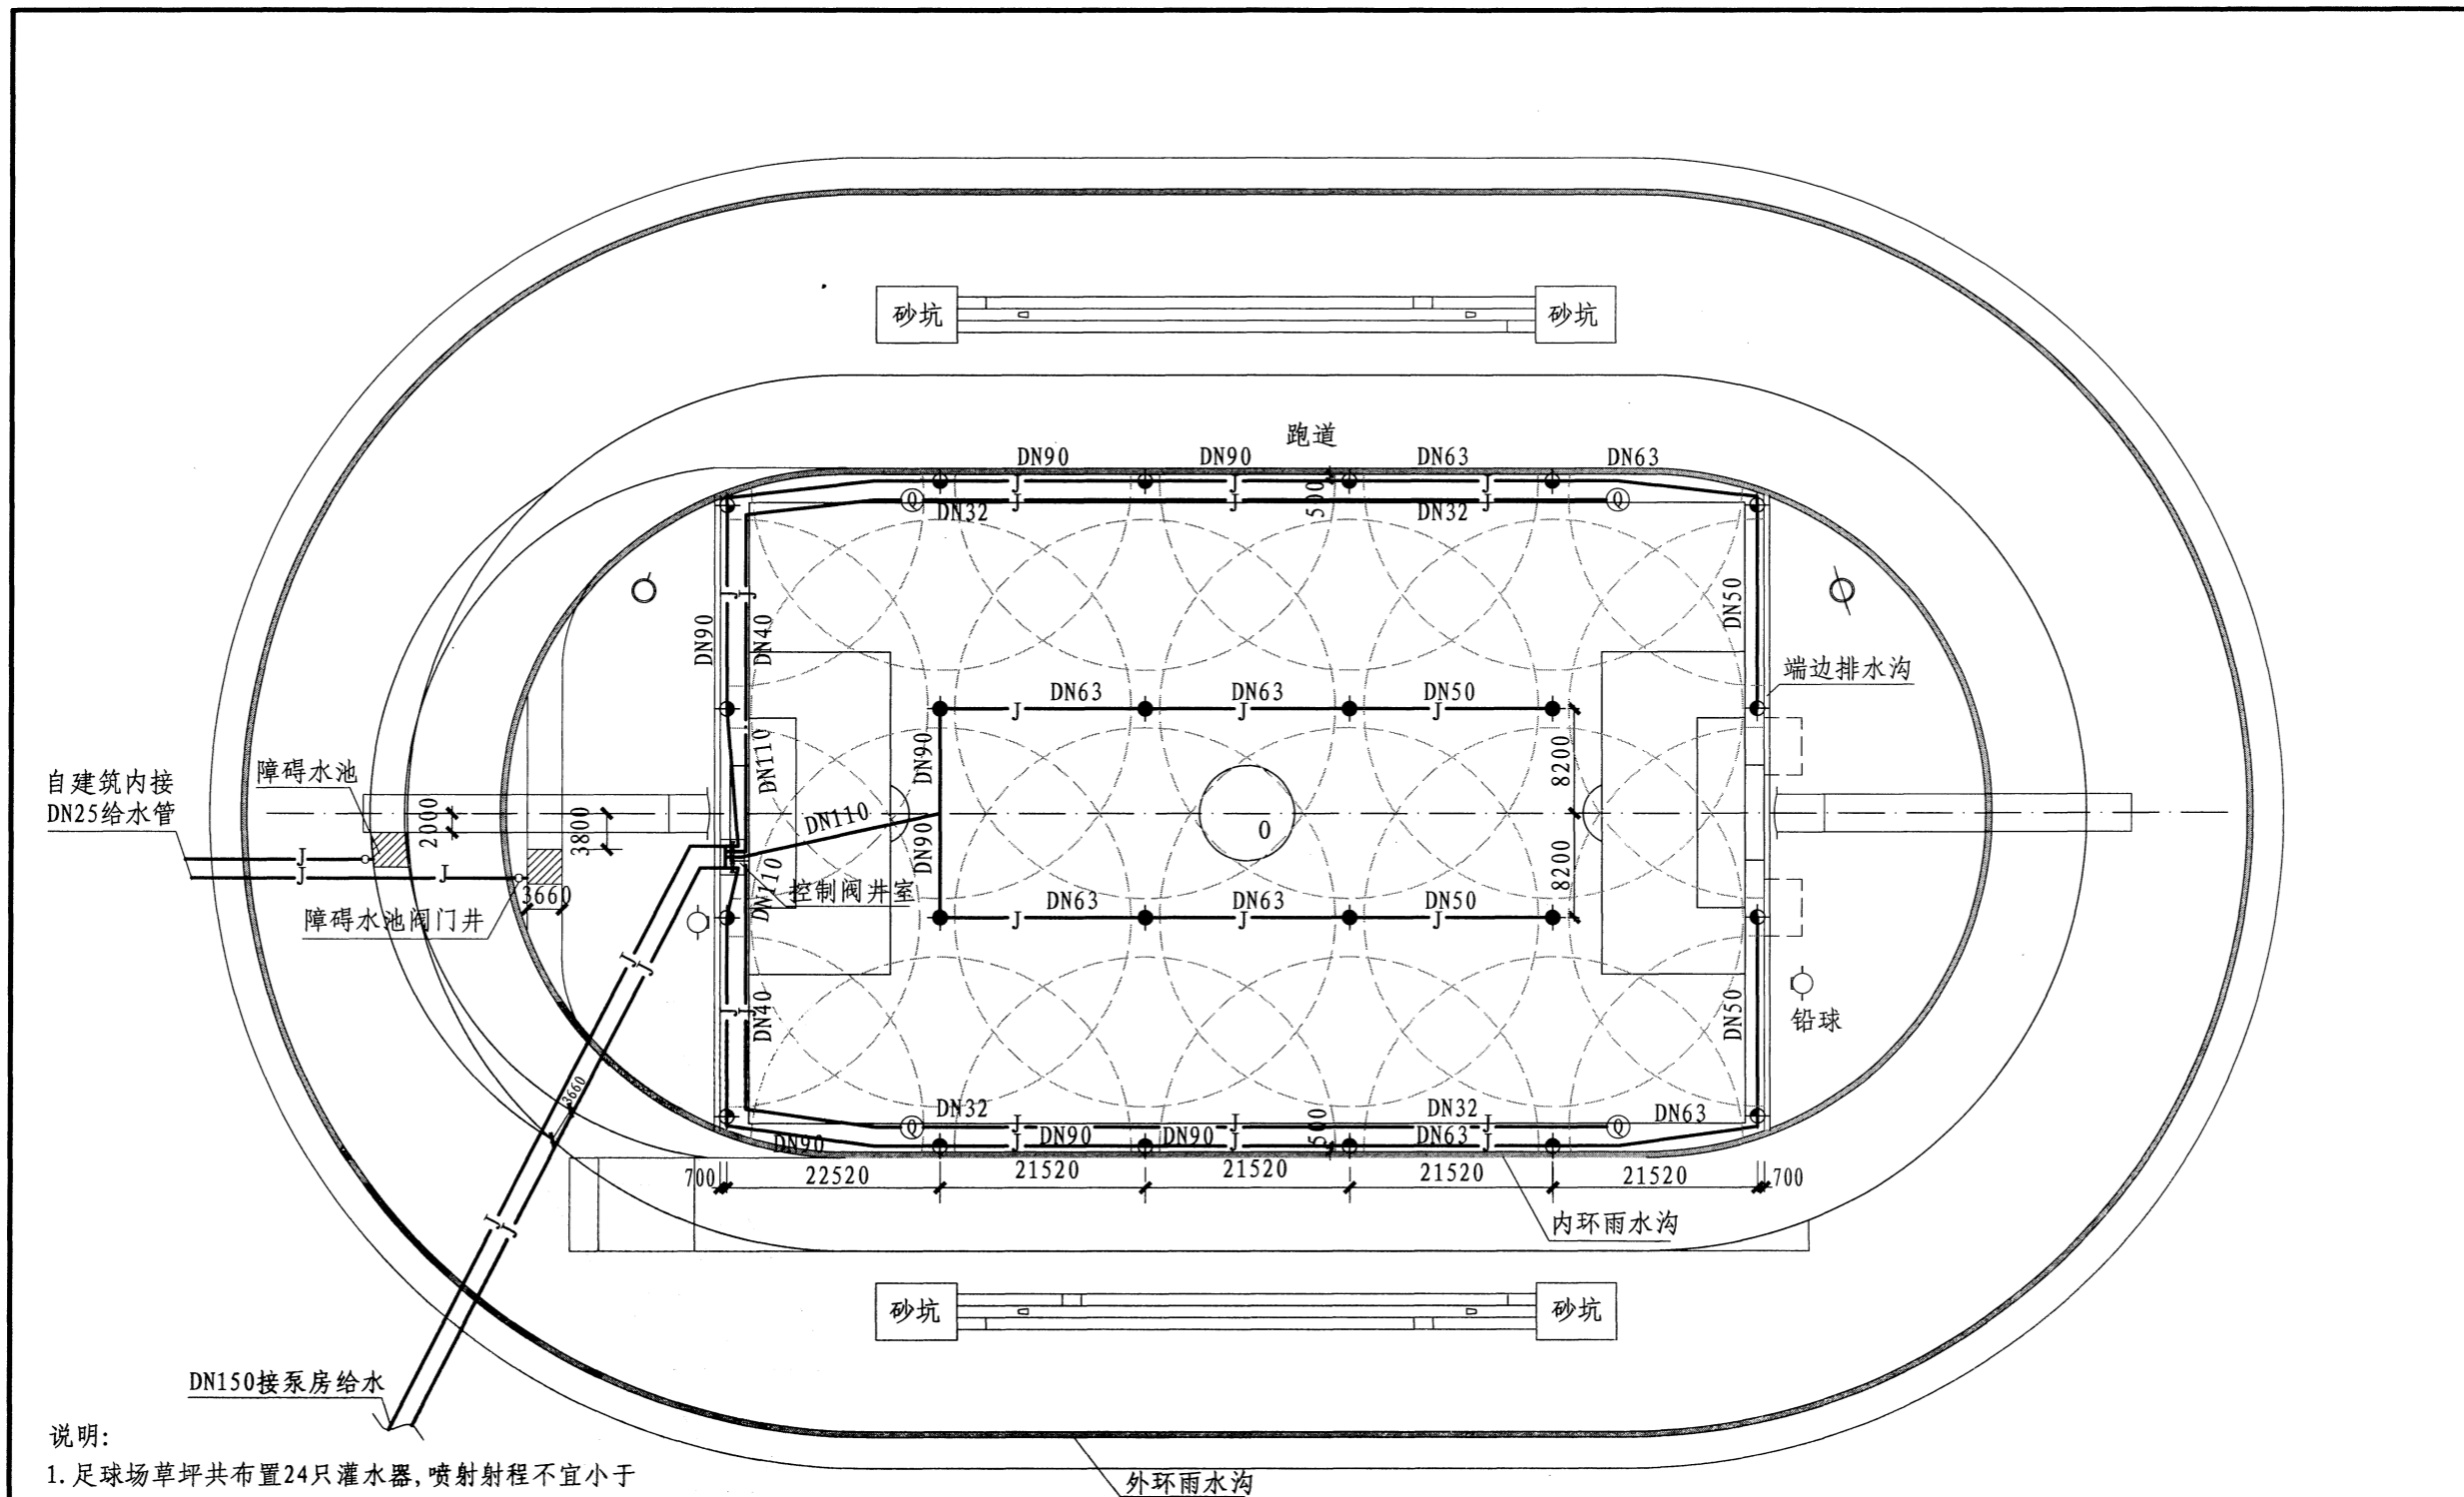 砂坑
砂坑
跑道
DN90
DN90
DN63
DN63
J
J
J
Q
J
J
J
Q
DN32
500
DN32
J
J
DN90
DN40
DN50
端边排水沟
DN63
DN63
DN50
J
J
J
DN110
DN90
8200
障碍水池
自建筑内接
DN25给水管
2000
3800
DN110
DN90
O
8200
J
J
J
3660
DN110
控制阀井室
障碍水池阀门井
DN63
DN63
DN50
J
J
J
J
J
J
J
DN40
DN50
铅球
3660
DN32
DN32
DN63
Q
J
J
J
Q
500
DN90
J
DN90
DN90
J
DN63
J
700
22520
21520
21520
21520
21520
700
J
J
内环雨水沟
砂坑
砂坑
DN150接泵房给水
说明:
1. 足球场草坪共布置24只灌水器, 喷射射程不宜小于
外环雨水沟